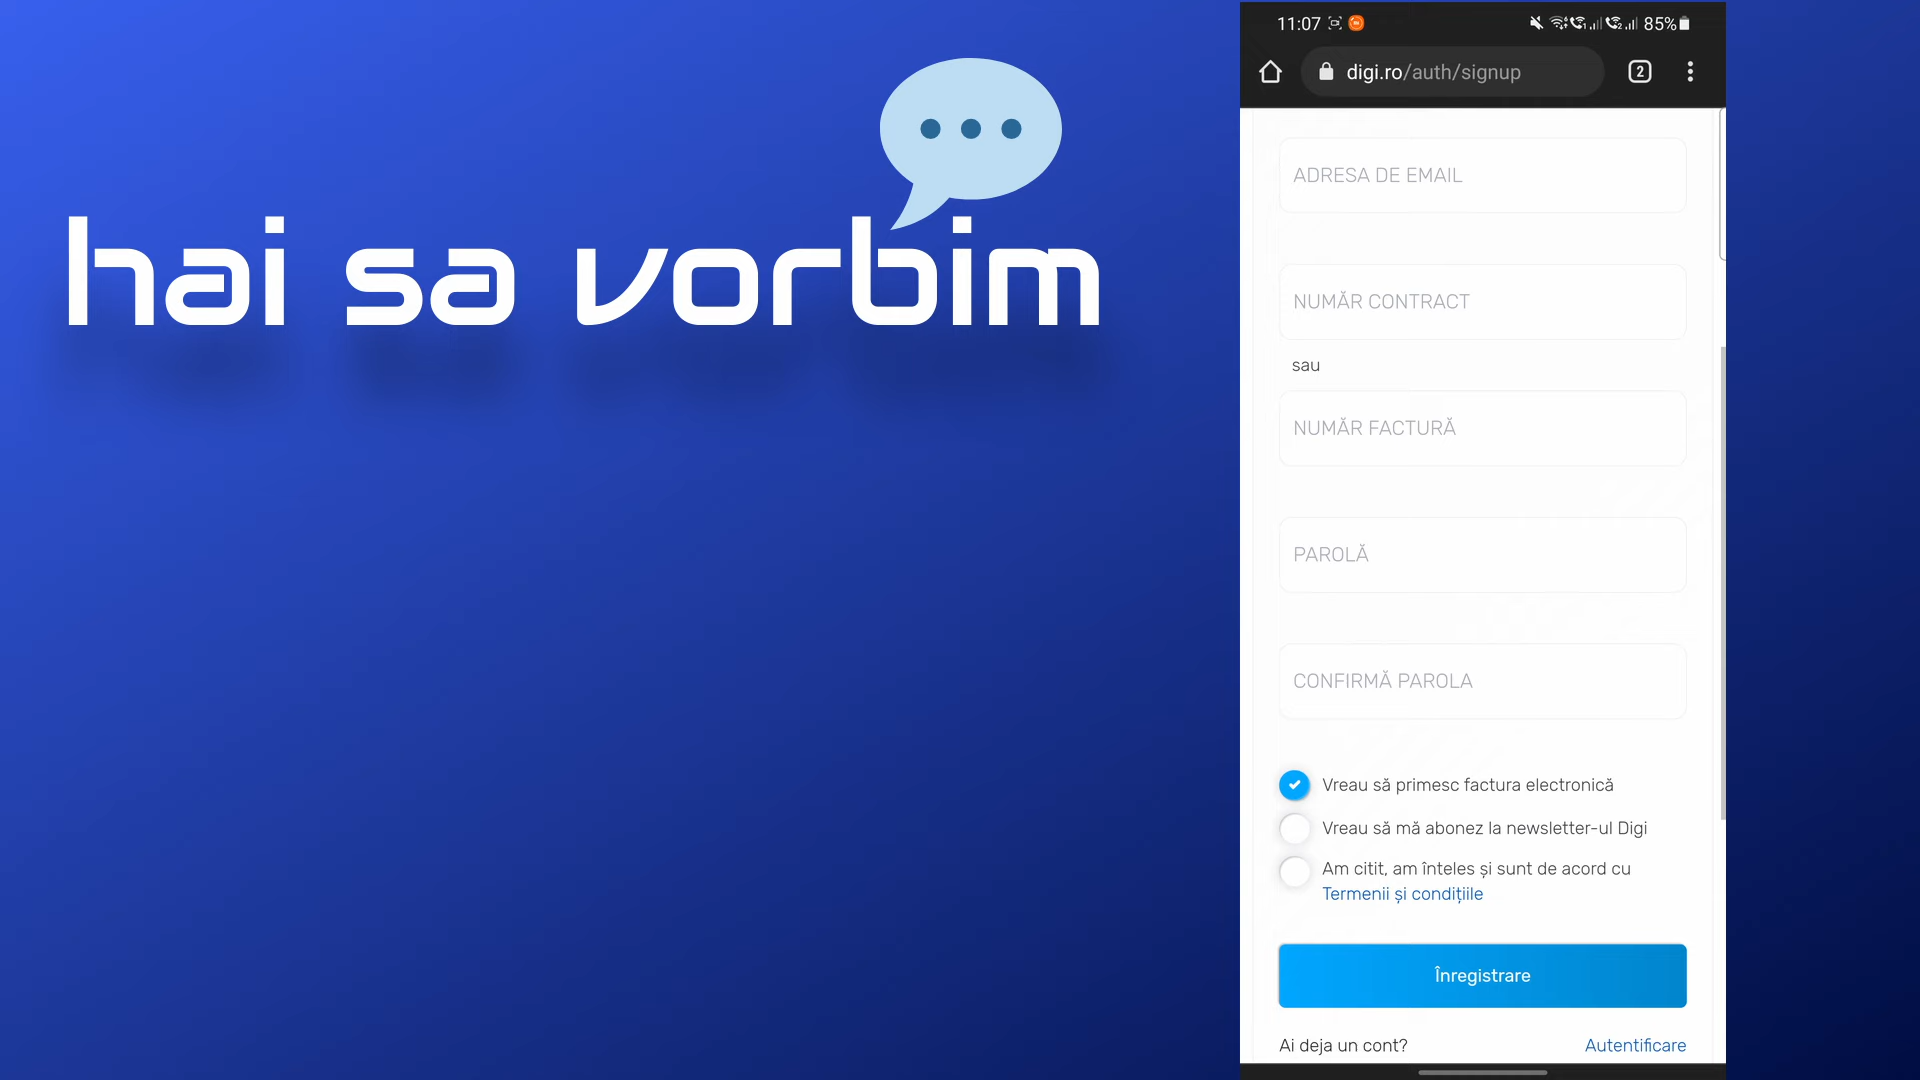 hai sa vorbim
11:07
85%
digi.ro/auth/signup
2
ADRESA DE EMAIL
NUMĂR CONTRACT
sau
NUMĂR FACTURĂ
PAROLĂ
CONFIRMĂ PAROLA
Vreau să primesc factura electronică
Vreau să mă abonez la newsletter-ul Digi
Am citit, am înteles și sunt de acord cu
Termenii și condițiile
Înregistrare
Ai deja un cont? Autentificare